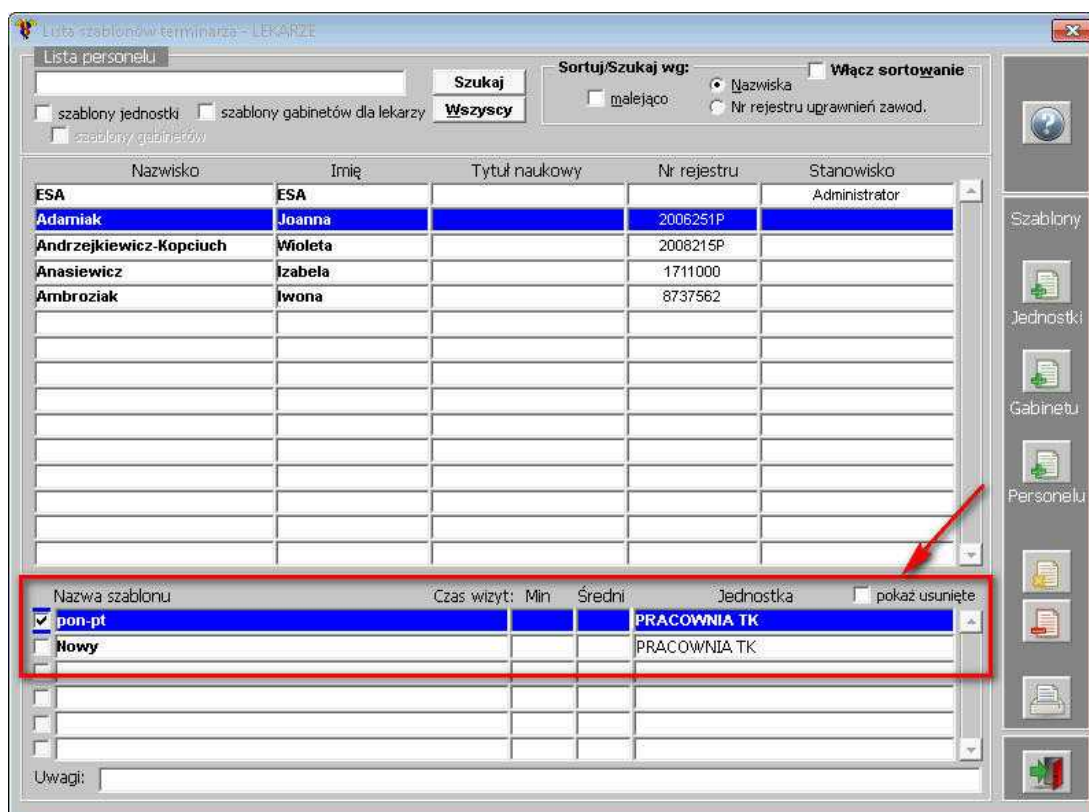 Lista szablonów terminarza - LEKARZE
Lista personelu
Szukaj
Sortuj/Szukaj wg:
Włącz sortowanie
malejąco
Nazwiska
szablony jednostki
szablony gabinetów dla lekarzy
Wszyscy
Nr rejestru uprawnień zawod.
szablony gabinetów
Nazwisko Imię Tytuł naukowy Nr rejestru Stanowisko
ESA ESA Administrator
Adamiak Joanna 2006251P
Andrzejkiewicz-Kopciuch Wioleta 2008215P
Anasiewicz Izabela 1711000
Ambroziak Iwona 8737562
Szablony
Jednostki
Gabinetu
Personelu
Nazwa szablonu Czas wizyt: Min Średni Jednostka pokaż usunięte
pon-pt PRACOWNIA TK
Nowy PRACOWNIA TK
Uwagi: